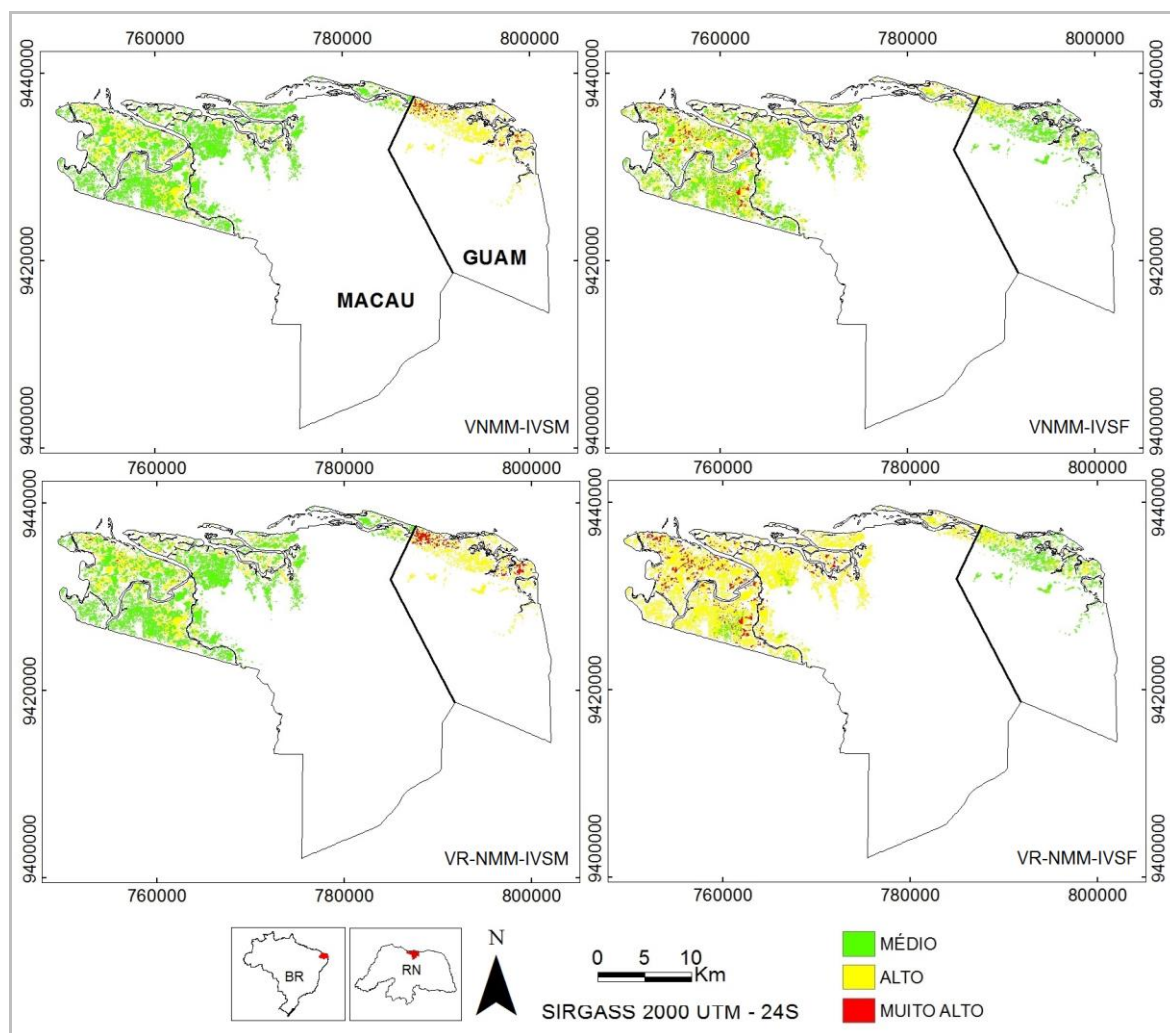 760000 780000 800000
760000 780000 800000
9440000
9420000
9400000
GUAM
MACAU
VNMM-IVSM
9440000
9420000
9400000
VNMM-IVSF
760000 780000 800000
760000 780000 800000
9440000
9420000
9400000
VR-NMM-IVSM
9440000
9420000
9400000
VR-NMM-IVSF
BR
RN
N
0 5 10
Km
SIRGASS 2000 UTM - 24S
MÉDIO
ALTO
MUITO ALTO